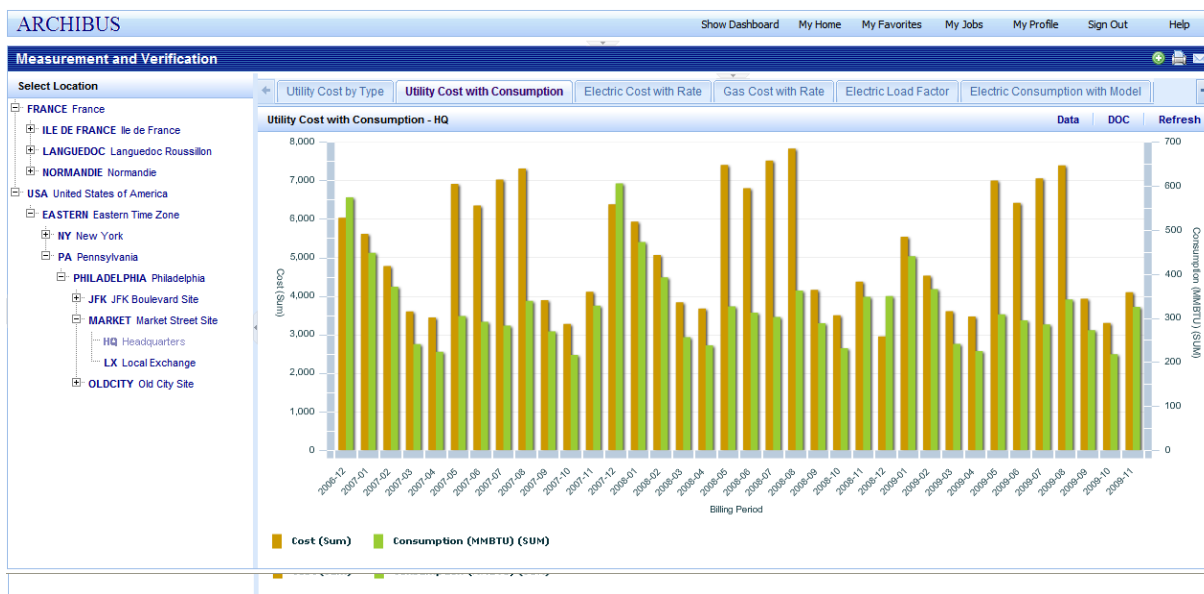 ARCHIBUS
Show Dashboard My Home My Favorites My Jobs My Profile Sign Out Help
Measurement and Verification
Select Location
FRANCE France
ILE DE FRANCE Ile de France
LANGUEDOC Languedoc Roussillon
NORMANDIE Normandie
USA United States of America
EASTERN Eastern Time Zone
NY New York
PA Pennsylvania
PHILADELPHIA Philadelphia
JFK JFK Boulevard Site
MARKET Market Street Site
HQ Headquarters
LX Local Exchange
OLDCITY Old City Site
Utility Cost by Type Utility Cost with Consumption Electric Cost with Rate Gas Cost with Rate Electric Load Factor Electric Consumption with Model
Utility Cost with Consumption - HQ Data DOC Refresh
8,000
7,000
6,000
5,000
4,000
3,000
2,000
1,000
0
Cost (Sum)
700
600
500
400
300
200
100
0
Consumption (MMBTU) (SUM)
2006-12 2007-01 2007-02 2007-03 2007-04 2007-05 2007-06 2007-07 2007-08 2007-09 2007-10 2007-11 2007-12 2008-01 2008-02 2008-03 2008-04 2008-05 2008-06 2008-07 2008-08 2008-09 2008-10 2008-11 2008-12 2009-01 2009-02 2009-03 2009-04 2009-05 2009-06 2009-07 2009-08 2009-09 2009-10 2009-11
Billing Period
Cost (Sum) Consumption (MMBTU) (SUM)